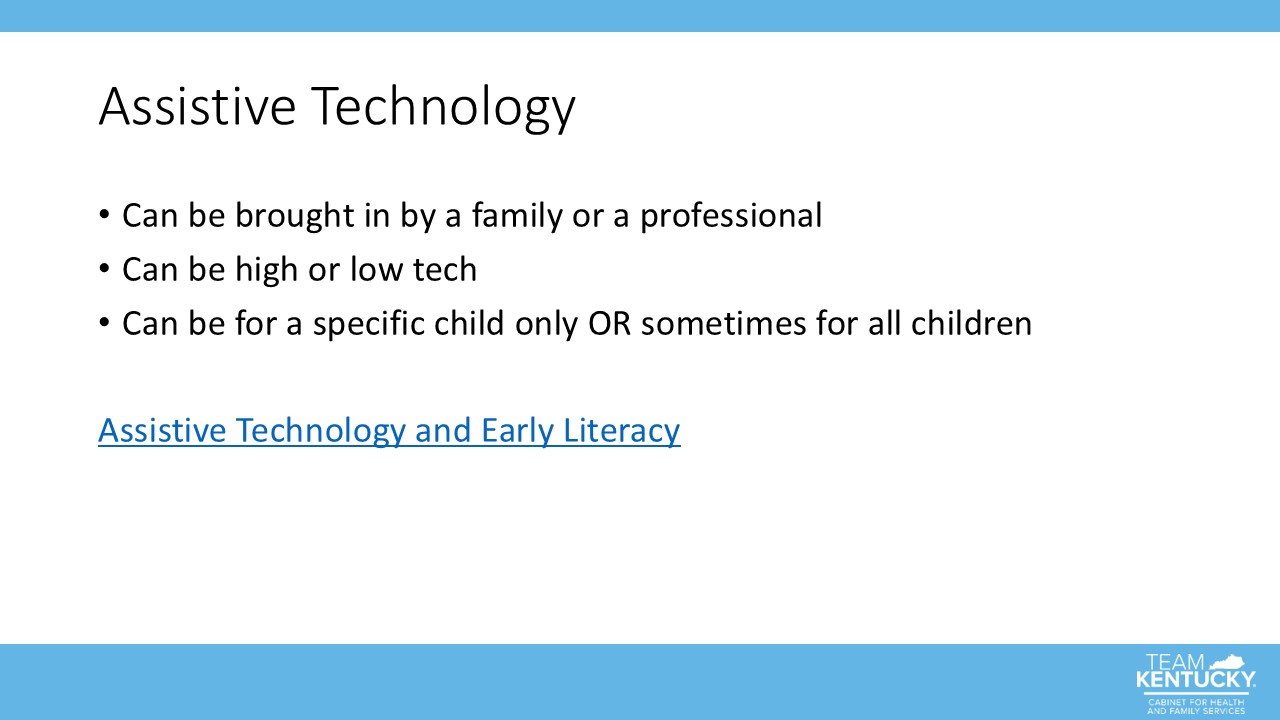 Assistive Technology
• Can be brought in by a family or a professional
• Can be high or low tech
• Can be for a specific child only OR sometimes for all children
Assistive Technology and Early Literacy
TEAM
KENTUCKY.
CABINET FOR HEALTH
AND FAMILY SERVICES